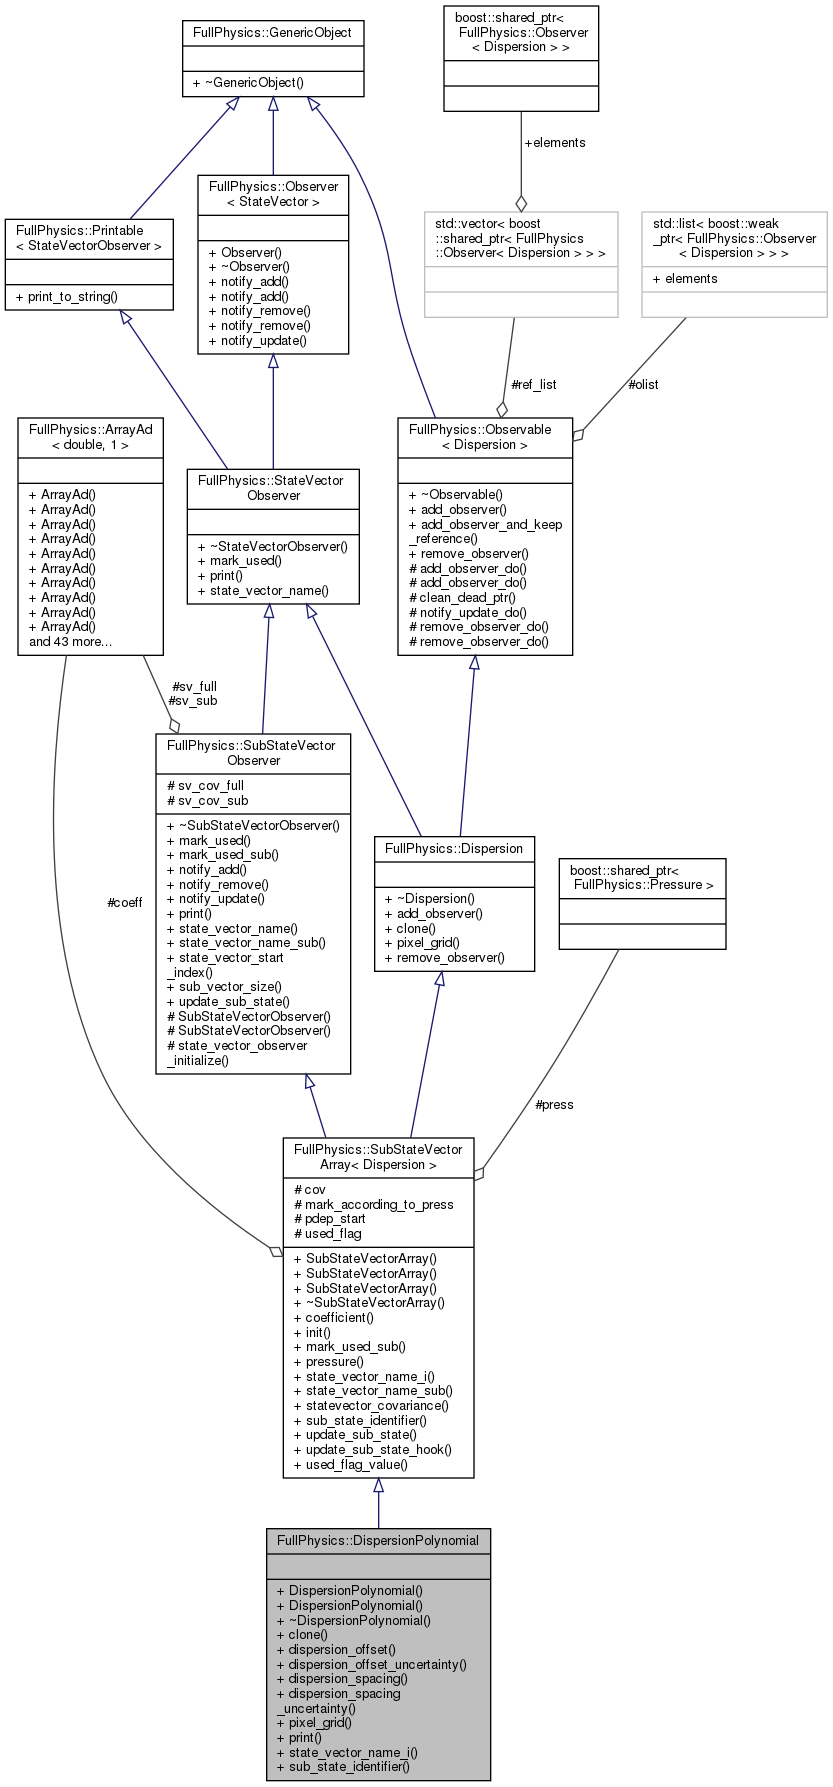 FullPhysics::GenericObject
+ ~GenericObject()
boost::shared_ptr<
FullPhysics::Observer
< Dispersion > >
+elements
FullPhysics::Printable
< StateVectorObserver >
+ print_to_string()
FullPhysics::Observer
< StateVector >
+ Observer()
+ ~Observer()
+ notify_add()
+ notify_add()
+ notify_remove()
+ notify_remove()
+ notify_update()
std::vector< boost
::shared_ptr< FullPhysics
::Observer< Dispersion > > >
std::list< boost::weak
_ptr< FullPhysics::Observer
< Dispersion > > >
+ elements
#ref_list
#olist
FullPhysics::ArrayAd
< double, 1 >
+ ArrayAd()
+ ArrayAd()
+ ArrayAd()
+ ArrayAd()
+ ArrayAd()
+ ArrayAd()
+ ArrayAd()
+ ArrayAd()
+ ArrayAd()
+ ArrayAd()
and 43 more...
FullPhysics::StateVector
Observer
+ ~StateVectorObserver()
+ mark_used()
+ print()
+ state_vector_name()
FullPhysics::Observable
< Dispersion >
+ ~Observable()
+ add_observer()
+ add_observer_and_keep
_reference()
+ remove_observer()
# add_observer_do()
# add_observer_do()
# clean_dead_ptr()
# notify_update_do()
# remove_observer_do()
# remove_observer_do()
#sv_full
#sv_sub
FullPhysics::SubStateVector
Observer
# sv_cov_full
# sv_cov_sub
+ ~SubStateVectorObserver()
+ mark_used()
+ mark_used_sub()
+ notify_add()
+ notify_remove()
+ notify_update()
+ print()
+ state_vector_name()
+ state_vector_name_sub()
+ state_vector_start
_index()
+ sub_vector_size()
+ update_sub_state()
# SubStateVectorObserver()
# SubStateVectorObserver()
# state_vector_observer
_initialize()
#coeff
FullPhysics::Dispersion
+ ~Dispersion()
+ add_observer()
+ clone()
+ pixel_grid()
+ remove_observer()
boost::shared_ptr<
FullPhysics::Pressure >
#press
FullPhysics::SubStateVector
Array< Dispersion >
# cov
# mark_according_to_press
# pdep_start
# used_flag
+ SubStateVectorArray()
+ SubStateVectorArray()
+ SubStateVectorArray()
+ ~SubStateVectorArray()
+ coefficient()
+ init()
+ mark_used_sub()
+ pressure()
+ state_vector_name_i()
+ state_vector_name_sub()
+ statevector_covariance()
+ sub_state_identifier()
+ update_sub_state()
+ update_sub_state_hook()
+ used_flag_value()
FullPhysics::DispersionPolynomial
+ DispersionPolynomial()
+ DispersionPolynomial()
+ ~DispersionPolynomial()
+ clone()
+ dispersion_offset()
+ dispersion_offset_uncertainty()
+ dispersion_spacing()
+ dispersion_spacing
_uncertainty()
+ pixel_grid()
+ print()
+ state_vector_name_i()
+ sub_state_identifier()